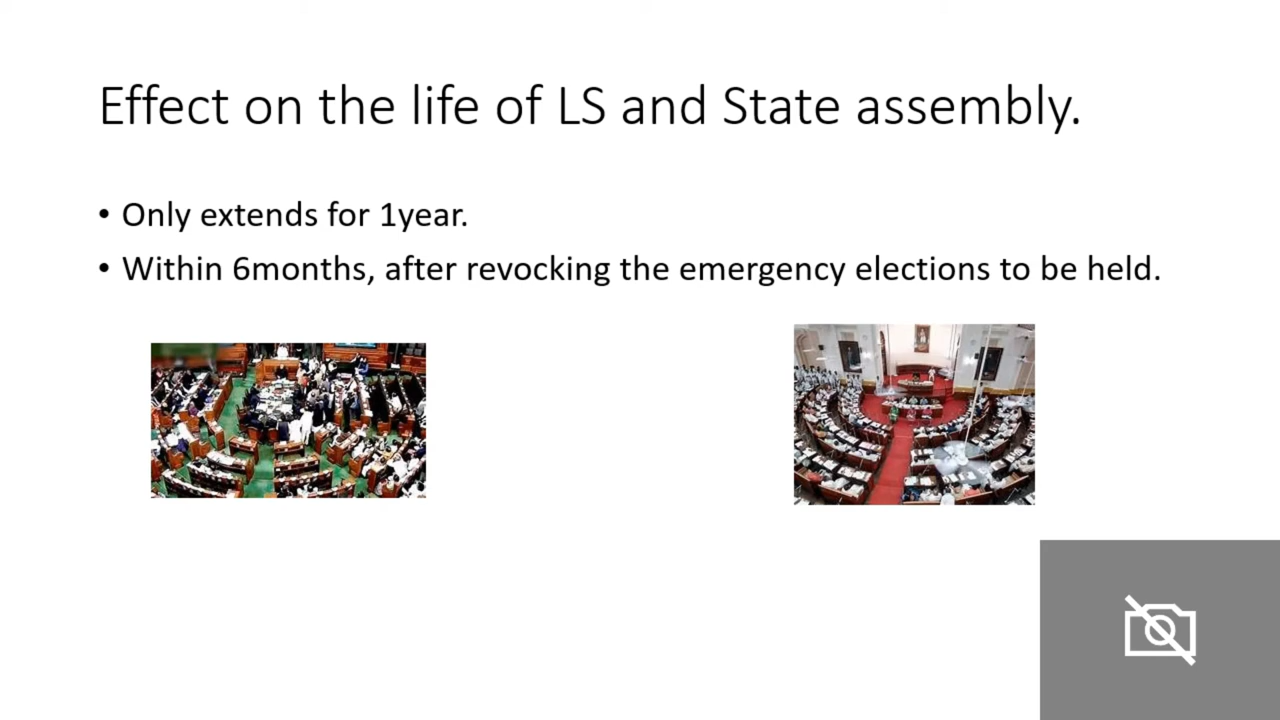 Effect on the life of LS and State assembly.
• Only extends for 1year.
• Within 6months, after revocking the emergency elections to be held.